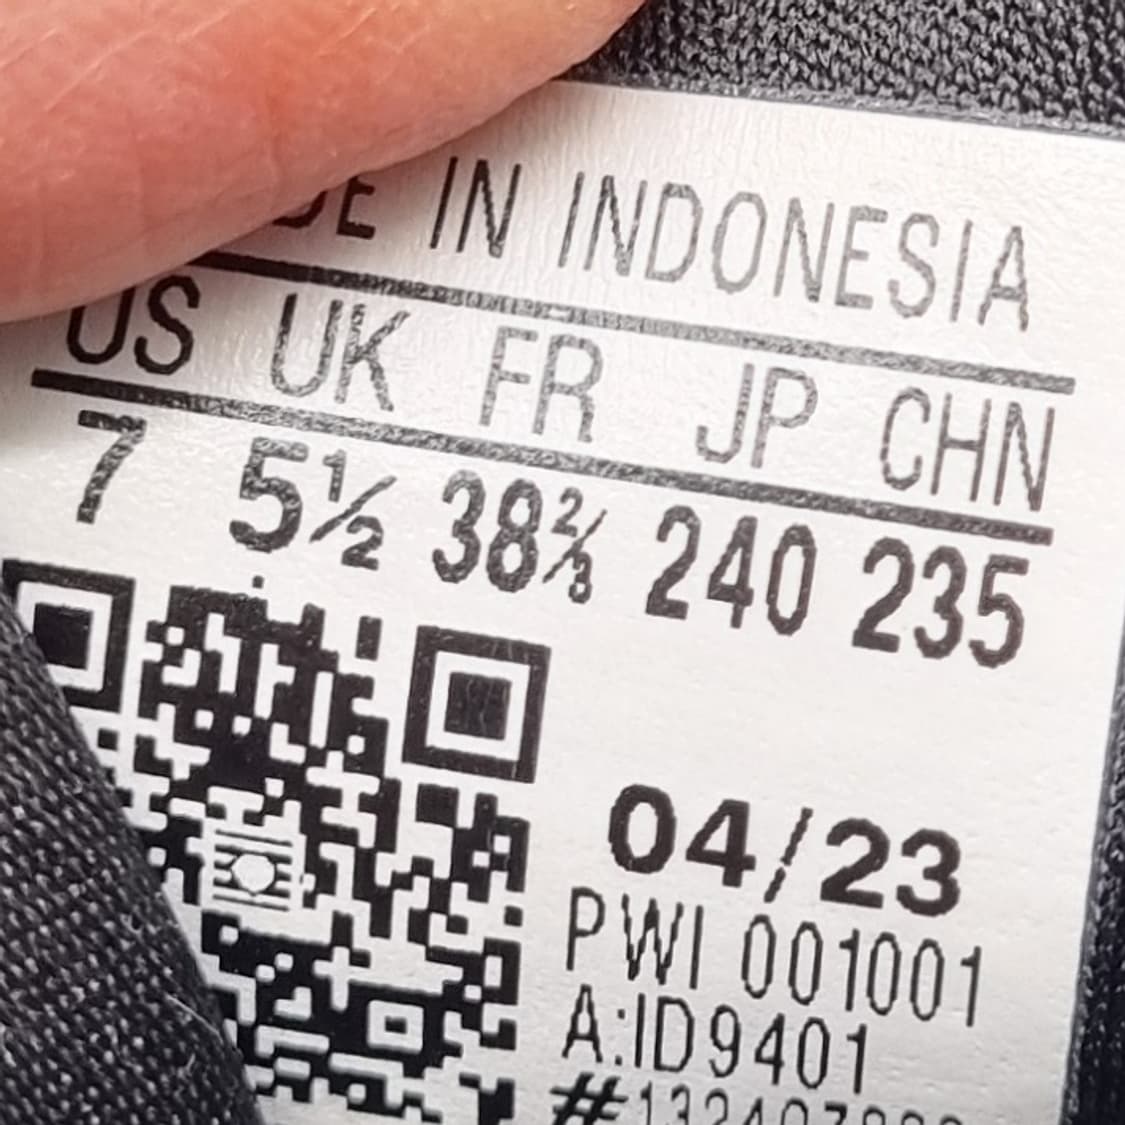 IN INDONESIA
US UK FR JP CHN
7 5½ 38⅔ 240 235
04/23
PWI 001001
A:ID9401